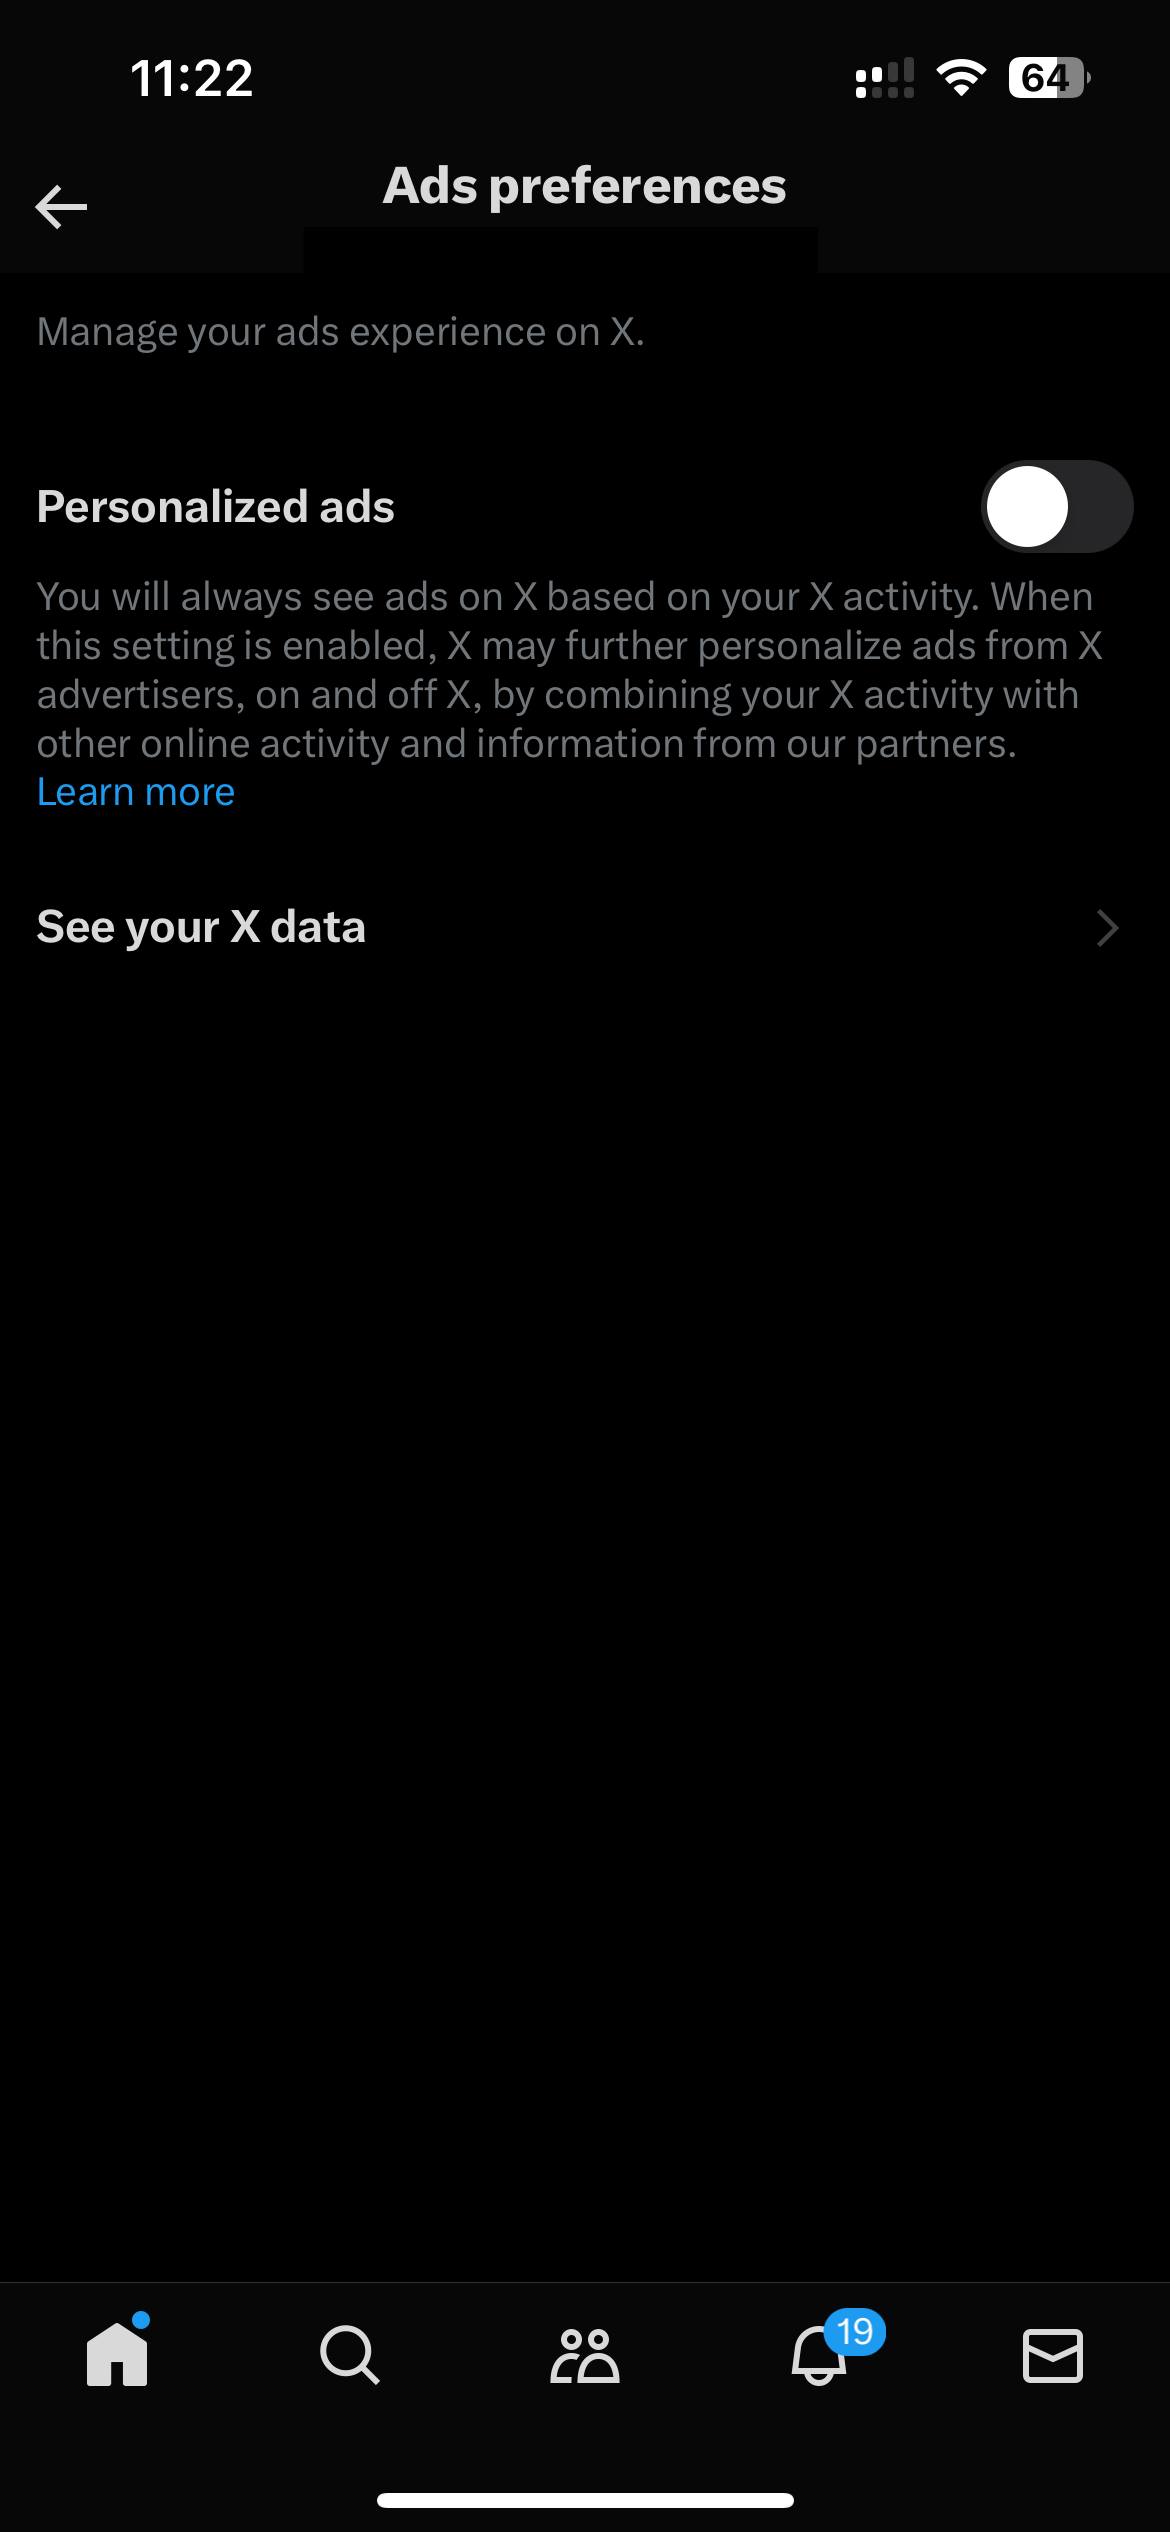 11:22
64
Ads preferences
Manage your ads experience on X.
Personalized ads
You will always see ads on X based on your X activity. When
this setting is enabled, X may further personalize ads from X
advertisers, on and off X, by combining your X activity with
other online activity and information from our partners.
Learn more
See your X data
19